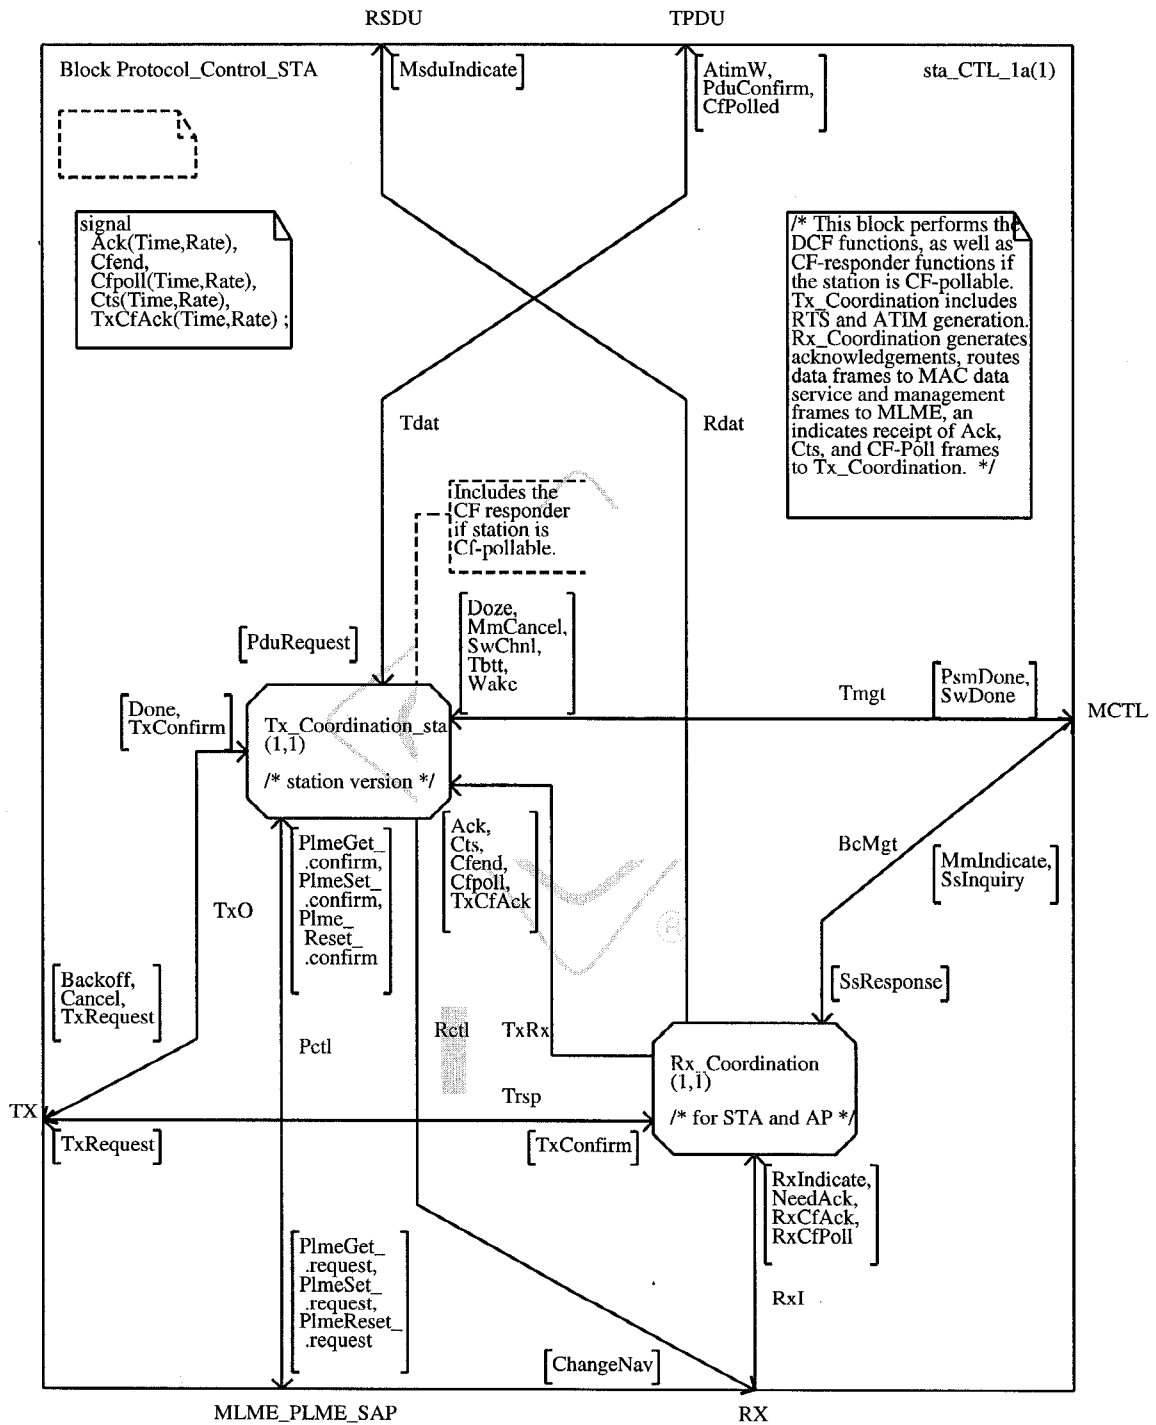 RSDU
TPDU
Block Protocol_Control_STA
[MsduIndicate]
AtimW,
PduConfirm,
CfPolled
sta_CTL_1a(1)
signal
Ack(Time,Rate),
Cfend,
Cfpoll(Time,Rate),
Cts(Time,Rate),
TxCfAck(Time,Rate) ;
/* This block performs the
DCF functions, as well as
CF-responder functions if
the station is CF-pollable.
Tx_Coordination includes
RTS and ATIM generation.
Rx_Coordination generates
acknowledgements, routes
data frames to MAC data
service and management
frames to MLME, an
indicates receipt of Ack,
Cts, and CF-Poll frames
to Tx_Coordination. */
Tdat
Rdat
Includes the
CF responder
if station is
Cf-pollable.
[PduRequest]
Doze,
MmCancel,
SwChnl,
Tbtt,
Wake
Tmgt
PsmDone,
SwDone
MCTL
Done,
TxConfirm
Tx_Coordination_sta
(1,1)
/* station version */
PlmeGet_
.confirm,
PlmeSet_
.confirm,
Plme_
Reset_
.confirm
Ack,
Cts,
Cfend,
Cfpoll,
TxCfAck
BcMgt
MmIndicate,
SsInquiry
TxO
®
Backoff,
Cancel,
TxRequest
[SsResponse]
Pctl
Rctl
TxRx
Rx_Coordination
(1,1)
/* for STA and AP */
Trsp
TX
[TxRequest]
[TxConfirm]
RxIndicate,
NeedAck,
RxCfAck,
RxCfPoll
PlmeGet_
.request,
PlmeSet_
.request,
PlmeReset_
.request
RxI
[ChangeNav]
MLME_PLME_SAP
RX